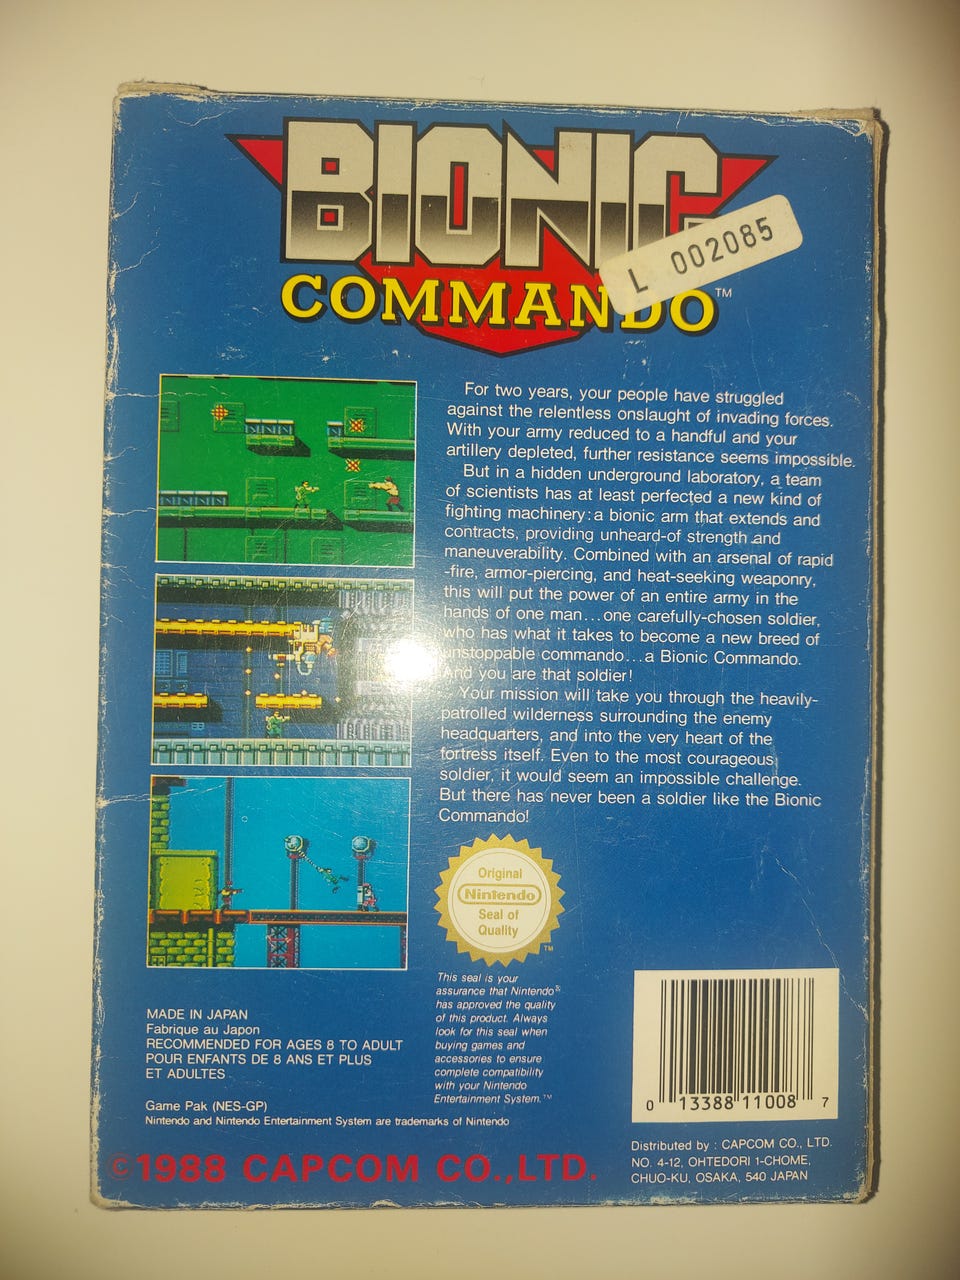 BIONIC
L 002085
COMMANDO™
For two years, your people have struggled
against the relentless onslaught of invading forces.
With your army reduced to a handful and your
artillery depleted, further resistance seems impossible.
But in a hidden underground laboratory, a team
of scientists has at least perfected a new kind of
fighting machinery: a bionic arm that extends and
contracts, providing unheard-of strength and
maneuverability. Combined with an arsenal of rapid
-fire, armor-piercing, and heat-seeking weaponry,
this will put the power of an entire army in the
hands of one man...one carefully-chosen soldier,
who has what it takes to become a new breed of
unstoppable commando...a Bionic Commando.
And you are that soldier!
Your mission will take you through the heavily-
patrolled wilderness surrounding the enemy
headquarters, and into the very heart of the
fortress itself. Even to the most courageous
soldier, it would seem an impossible challenge.
But there has never been a soldier like the Bionic
Commando!
Original
Nintendo
Seal of
Quality
TM
This seal is your
assurance that Nintendo®
has approved the quality
of this product. Always
look for this seal when
buying games and
accessories to ensure
complete compatibility
with your Nintendo
Entertainment System.™
MADE IN JAPAN
Fabrique au Japon
RECOMMENDED FOR AGES 8 TO ADULT
POUR ENFANTS DE 8 ANS ET PLUS
ET ADULTES
Game Pak (NES-GP)
Nintendo and Nintendo Entertainment System are trademarks of Nintendo
©1988 CAPCOM CO.,LTD.
0 13388 11008 7
Distributed by : CAPCOM CO., LTD.
NO. 4-12, OHTEDORI 1-CHOME,
CHUO-KU, OSAKA, 540 JAPAN